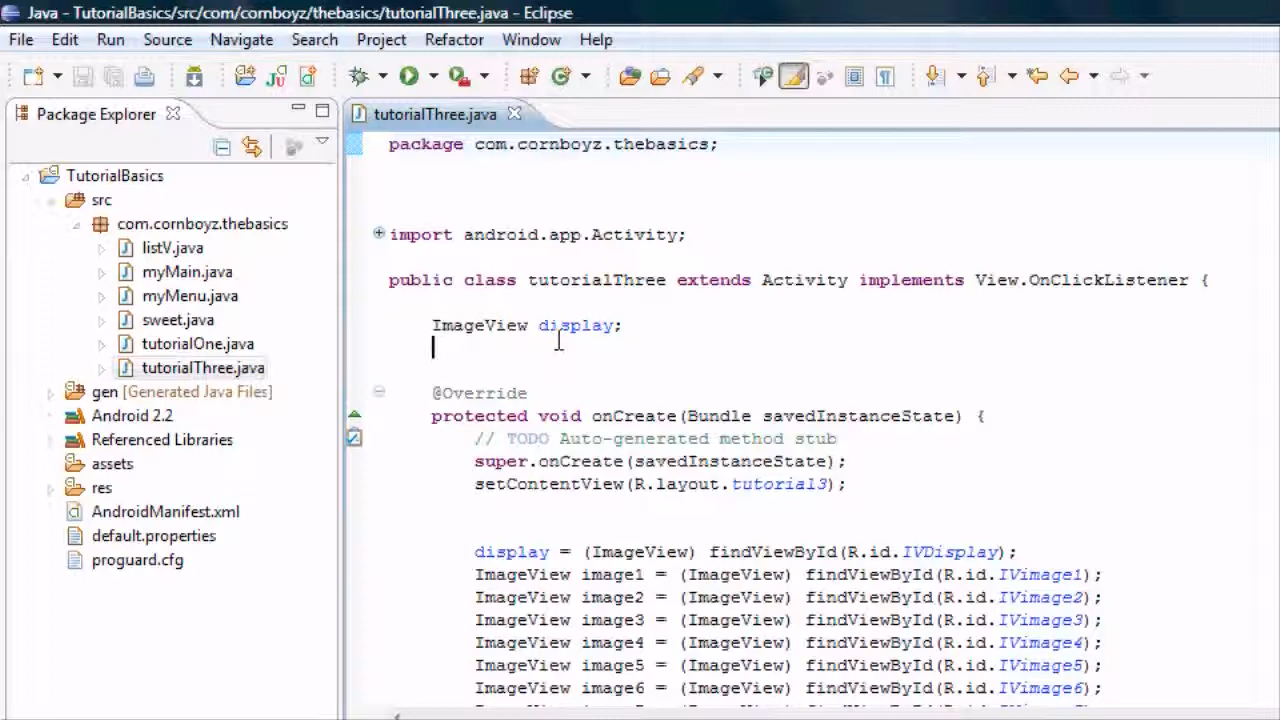 Java - TutorialBasics/src/com/cornboyz/thebasics/tutorialThree.java - Eclipse
File Edit Run Source Navigate Search Project Refactor Window Help
Package Explorer
TutorialBasics
src
com.cornboyz.thebasics
listV.java
myMain.java
myMenu.java
sweet.java
tutorialOne.java
tutorialThree.java
gen [Generated Java Files]
Android 2.2
Referenced Libraries
assets
res
AndroidManifest.xml
default.properties
proguard.cfg
tutorialThree.java
package com.cornboyz.thebasics;
import android.app.Activity;
public class tutorialThree extends Activity implements View.OnClickListener {
ImageView display;
@Override
protected void onCreate(Bundle savedInstanceState) {
// TODO Auto-generated method stub
super.onCreate(savedInstanceState);
setContentView(R.layout.tutorial3);
display = (ImageView) findViewById(R.id.IVDisplay);
ImageView image1 = (ImageView) findViewById(R.id.IVimage1);
ImageView image2 = (ImageView) findViewById(R.id.IVimage2);
ImageView image3 = (ImageView) findViewById(R.id.IVimage3);
ImageView image4 = (ImageView) findViewById(R.id.IVimage4);
ImageView image5 = (ImageView) findViewById(R.id.IVimage5);
ImageView image6 = (ImageView) findViewById(R.id.IVimage6);